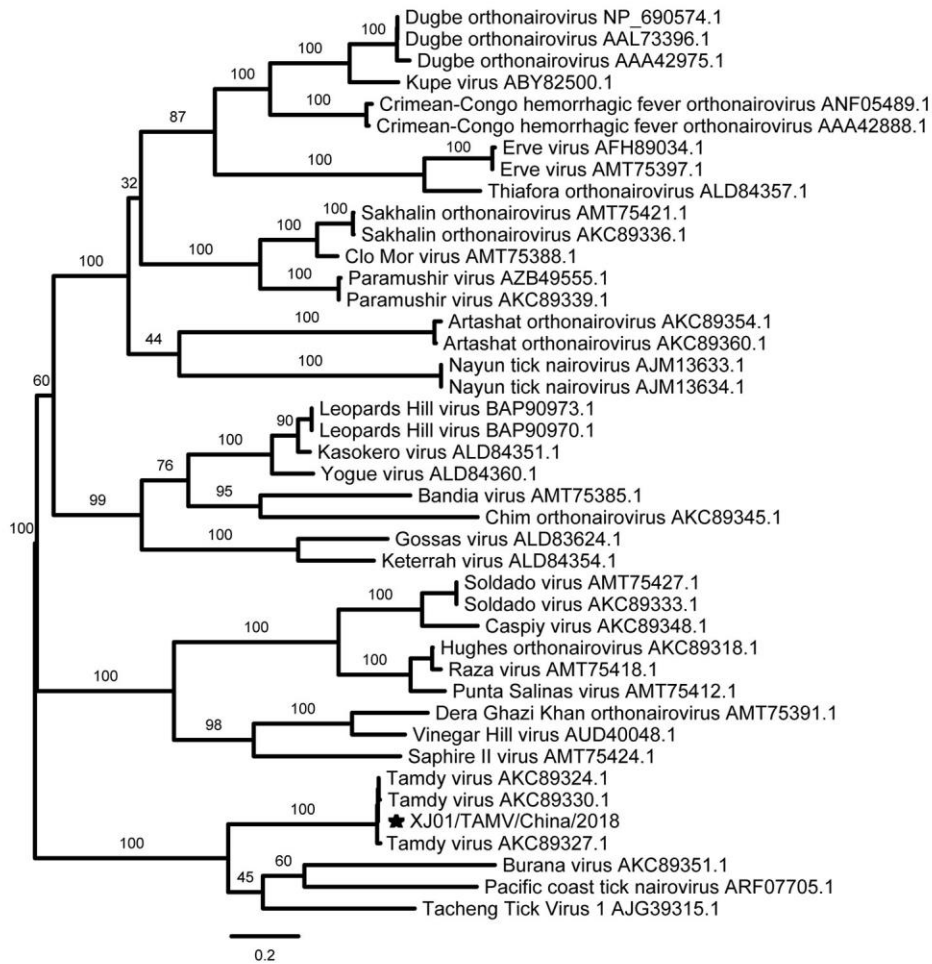 Dugbe orthonairovirus NP_690574.1
100
Dugbe orthonairovirus AAL73396.1
100
Dugbe orthonairovirus AAA42975.1
100
Kupe virus ABY82500.1
Crimean-Congo hemorrhagic fever orthonairovirus ANF05489.1
100
87
Crimean-Congo hemorrhagic fever orthonairovirus AAA42888.1
Erve virus AFH89034.1
100
100
Erve virus AMT75397.1
32
Thiafora orthonairovirus ALD84357.1
100
Sakhalin orthonairovirus AMT75421.1
100
Sakhalin orthonairovirus AKC89336.1
100
Clo Mor virus AMT75388.1
100
100
Paramushir virus AZB49555.1
Paramushir virus AKC89339.1
100
Artashat orthonairovirus AKC89354.1
44
Artashat orthonairovirus AKC89360.1
100
Nayun tick nairovirus AJM13633.1
60
Nayun tick nairovirus AJM13634.1
Leopards Hill virus BAP90973.1
90
Leopards Hill virus BAP90970.1
100
Kasokero virus ALD84351.1
76
Yogue virus ALD84360.1
95
Bandia virus AMT75385.1
99
Chim orthonairovirus AKC89345.1
100
100
Gossas virus ALD83624.1
Keterrah virus ALD84354.1
100
Soldado virus AMT75427.1
Soldado virus AKC89333.1
100
Caspiy virus AKC89348.1
Hughes orthonairovirus AKC89318.1
100
Raza virus AMT75418.1
100
Punta Salinas virus AMT75412.1
100
Dera Ghazi Khan orthonairovirus AMT75391.1
98
Vinegar Hill virus AUD40048.1
Saphire II virus AMT75424.1
Tamdy virus AKC89324.1
Tamdy virus AKC89330.1
100
XJ01/TAMV/China/2018
100
Tamdy virus AKC89327.1
60
Burana virus AKC89351.1
45
Pacific coast tick nairovirus ARF07705.1
Tacheng Tick Virus 1 AJG39315.1
0.2